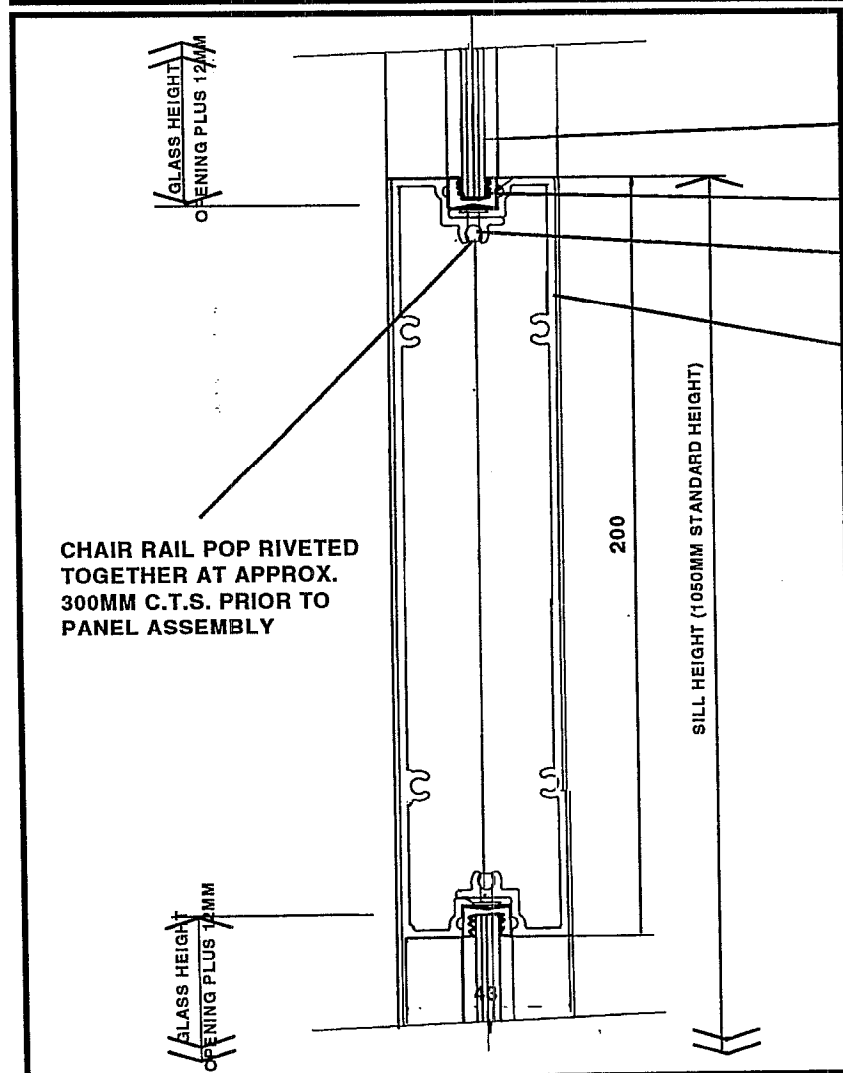 GLASS HEIGHT
OPENING PLUS 12MM
CHAIR RAIL POP RIVETED
TOGETHER AT APPROX.
300MM C.T.S. PRIOR TO
PANEL ASSEMBLY
200
SILL HEIGHT (1050MM STANDARD HEIGHT)
GLASS HEIGHT
OPENING PLUS 12MM
43